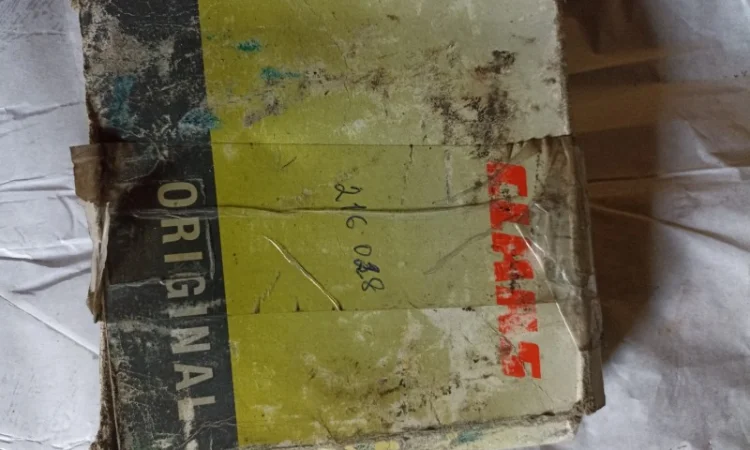 CLAAS
216 028
ORIGINAL